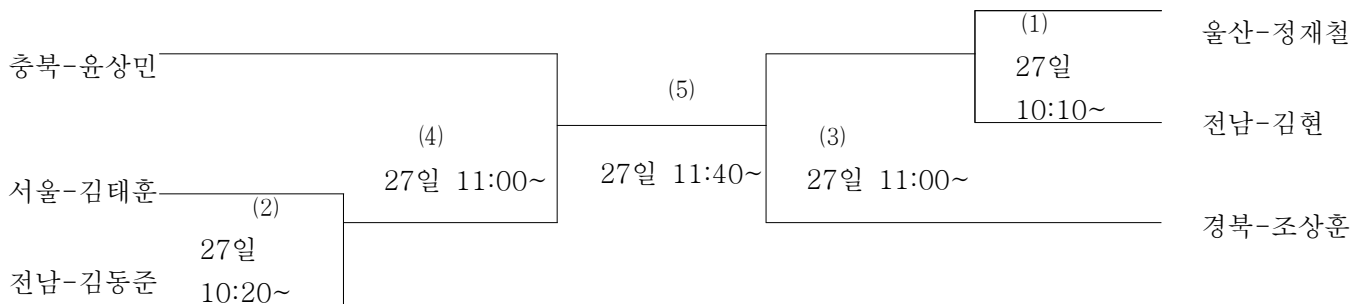 충북-윤상민
서울-김태훈
전남-김동준
(2)
27일
10:20~
(4)
27일 11:00~
(5)
27일 11:40~
(3)
27일 11:00~
(1)
27일
10:10~
울산-정재철
전남-김현
경북-조상훈